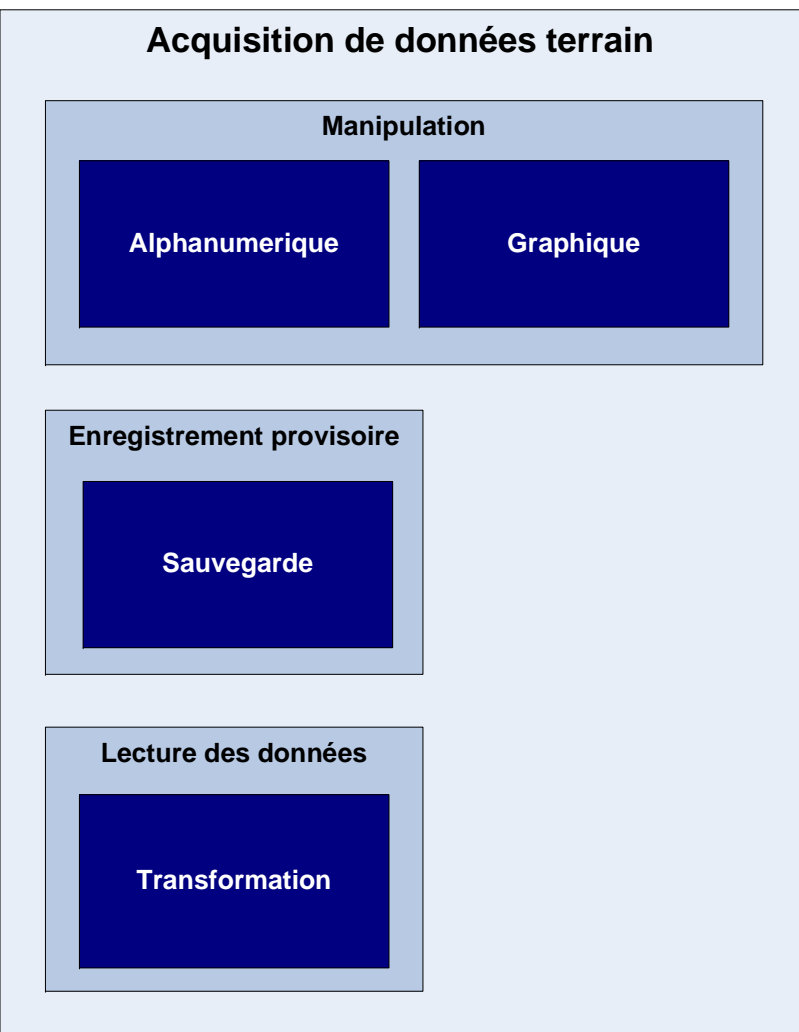 Acquisition de données terrain
Manipulation
Alphanumerique
Graphique
Enregistrement provisoire
Sauvegarde
Lecture des données
Transformation